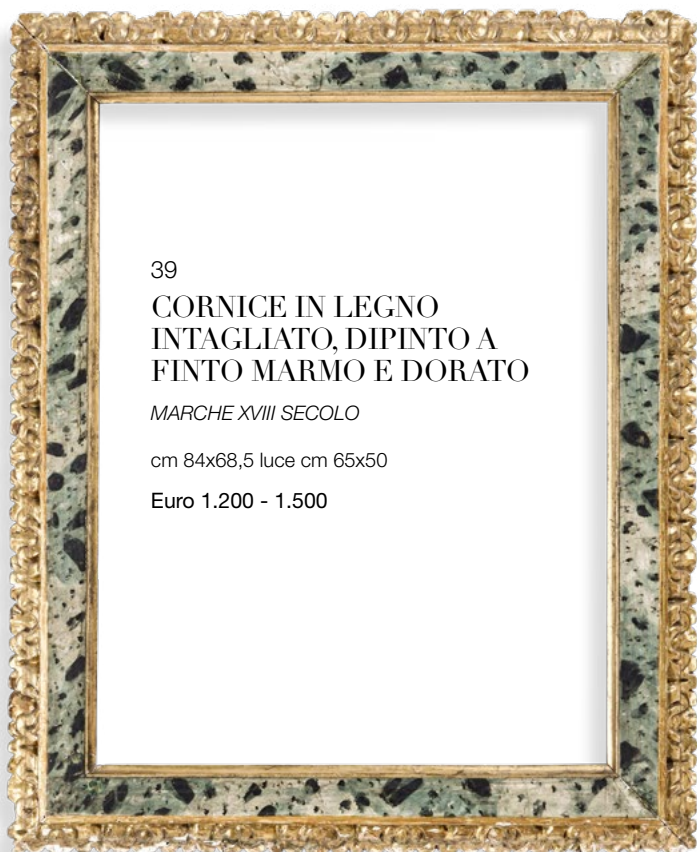 39
CORNICE IN LEGNO
INTAGLIATO, DIPINTO A
FINTO MARMO E DORATO
MARCHE XVIII SECOLO
cm 84x68,5 luce cm 65x50
Euro 1.200 - 1.500